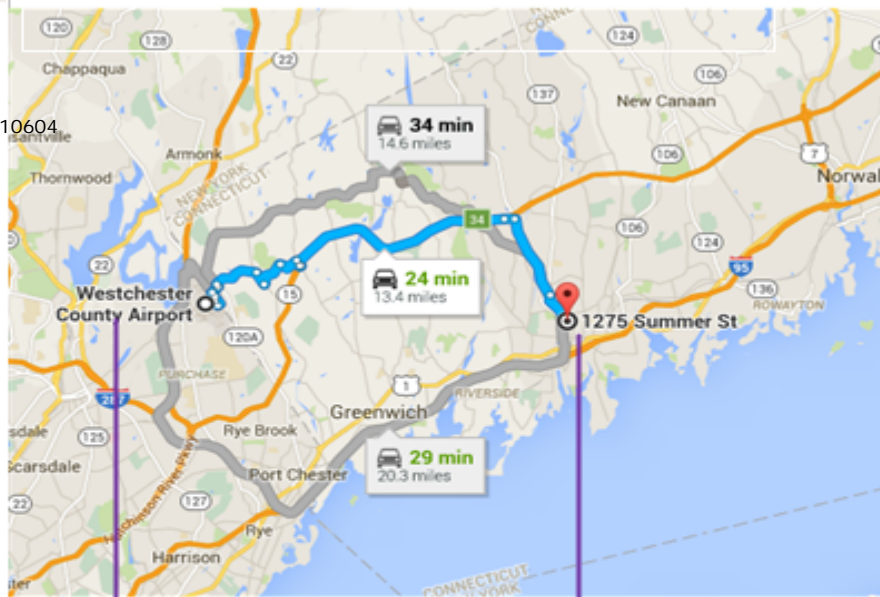 120
128
Chappaqua
22
124
106
137
New Canaan
10604
34 min
14.6 miles
Armonk
106
7
Thornwood
NEW YORK
CONNECTICUT
Norwal
34
106
124
22
95
24 min
13.4 miles
136
ROWAYTON
Westchester
County Airport
15
1275 Summer St
120A
PURCHASE
1
RIVERSIDE
287
Greenwich
sdale
125
Rye Brook
29 min
20.3 miles
Scarsdale
Port Chester
22
127
Hutchinson River Pkwy
Rye
Harrison
ter
CONNECTICUT